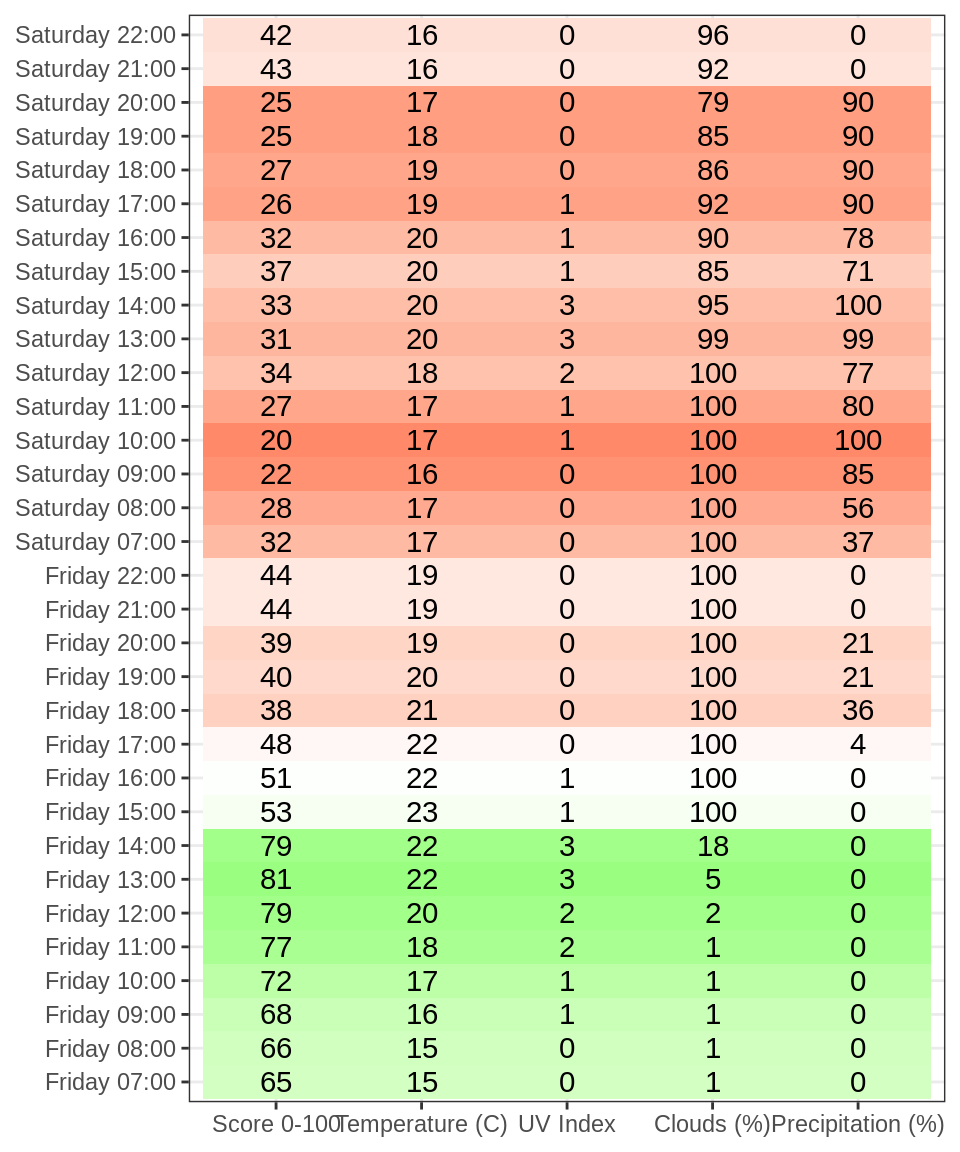 Saturday 22:00 42 16 0 96 0
Saturday 21:00 43 16 0 92 0
Saturday 20:00 25 17 0 79 90
Saturday 19:00 25 18 0 85 90
Saturday 18:00 27 19 0 86 90
Saturday 17:00 26 19 1 92 90
Saturday 16:00 32 20 1 90 78
Saturday 15:00 37 20 1 85 71
Saturday 14:00 33 20 3 95 100
Saturday 13:00 31 20 3 99 99
Saturday 12:00 34 18 2 100 77
Saturday 11:00 27 17 1 100 80
Saturday 10:00 20 17 1 100 100
Saturday 09:00 22 16 0 100 85
Saturday 08:00 28 17 0 100 56
Saturday 07:00 32 17 0 100 37
Friday 22:00 44 19 0 100 0
Friday 21:00 44 19 0 100 0
Friday 20:00 39 19 0 100 21
Friday 19:00 40 20 0 100 21
Friday 18:00 38 21 0 100 36
Friday 17:00 48 22 0 100 4
Friday 16:00 51 22 1 100 0
Friday 15:00 53 23 1 100 0
Friday 14:00 79 22 3 18 0
Friday 13:00 81 22 3 5 0
Friday 12:00 79 20 2 2 0
Friday 11:00 77 18 2 1 0
Friday 10:00 72 17 1 1 0
Friday 09:00 68 16 1 1 0
Friday 08:00 66 15 0 1 0
Friday 07:00 65 15 0 1 0
Score 0-100 Temperature (C) UV Index Clouds (%) Precipitation (%)